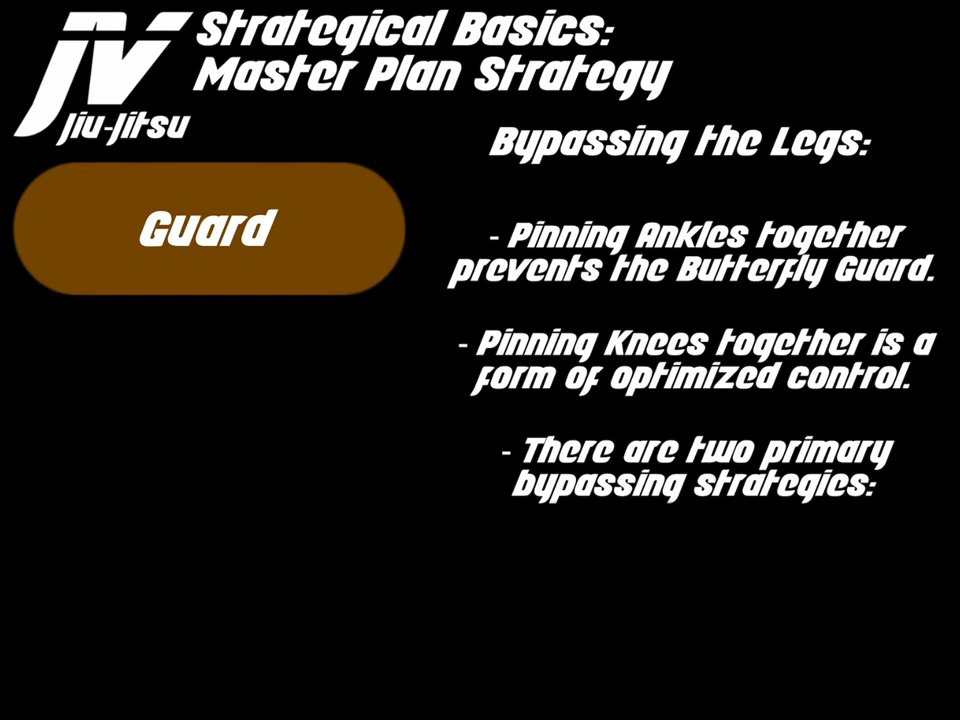 JV
Jiu-Jitsu
Strategical Basics:
Master Plan Strategy
Guard
Bypassing the Legs:
- Pinning Ankles together
prevents the Butterfly Guard.
- Pinning Knees together is a
form of optimized control.
- There are two primary
bypassing strategies: